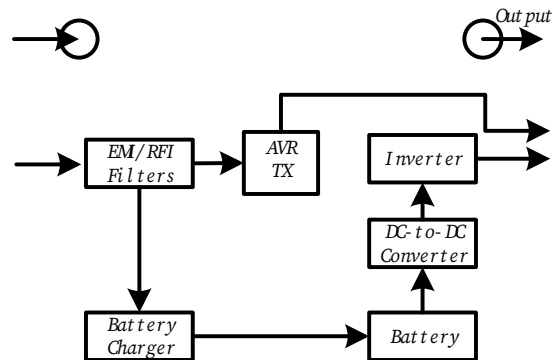 Output
EMI/RFI
Filters
AVR
TX
Inverter
DC-to-DC
Converter
Battery
Charger
Battery